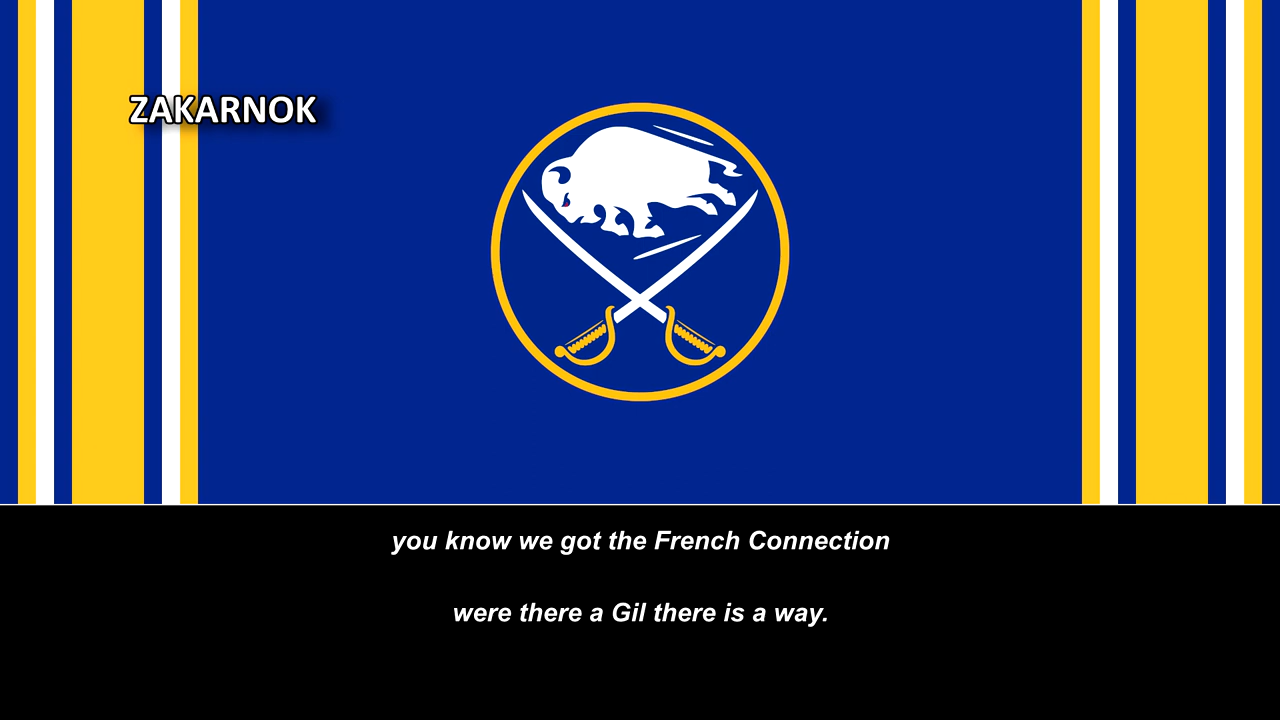 ZAKARNOK
you know we got the French Connection
were there a Gil there is a way.